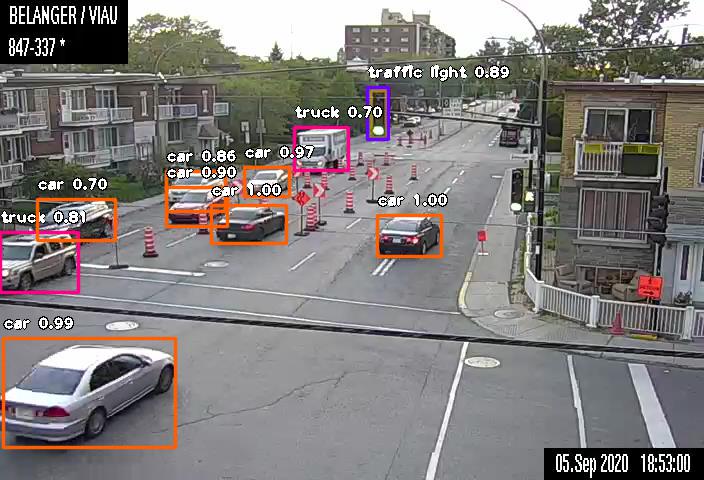 BELANGER / VIAU
847-337 *
traffic light 0.89
truck 0.70
car 0.86
car 0.97
car 0.90
car 1.00
car 0.70
car 1.00
truck 0.81
car 0.99
05.Sep 2020 18:53:00